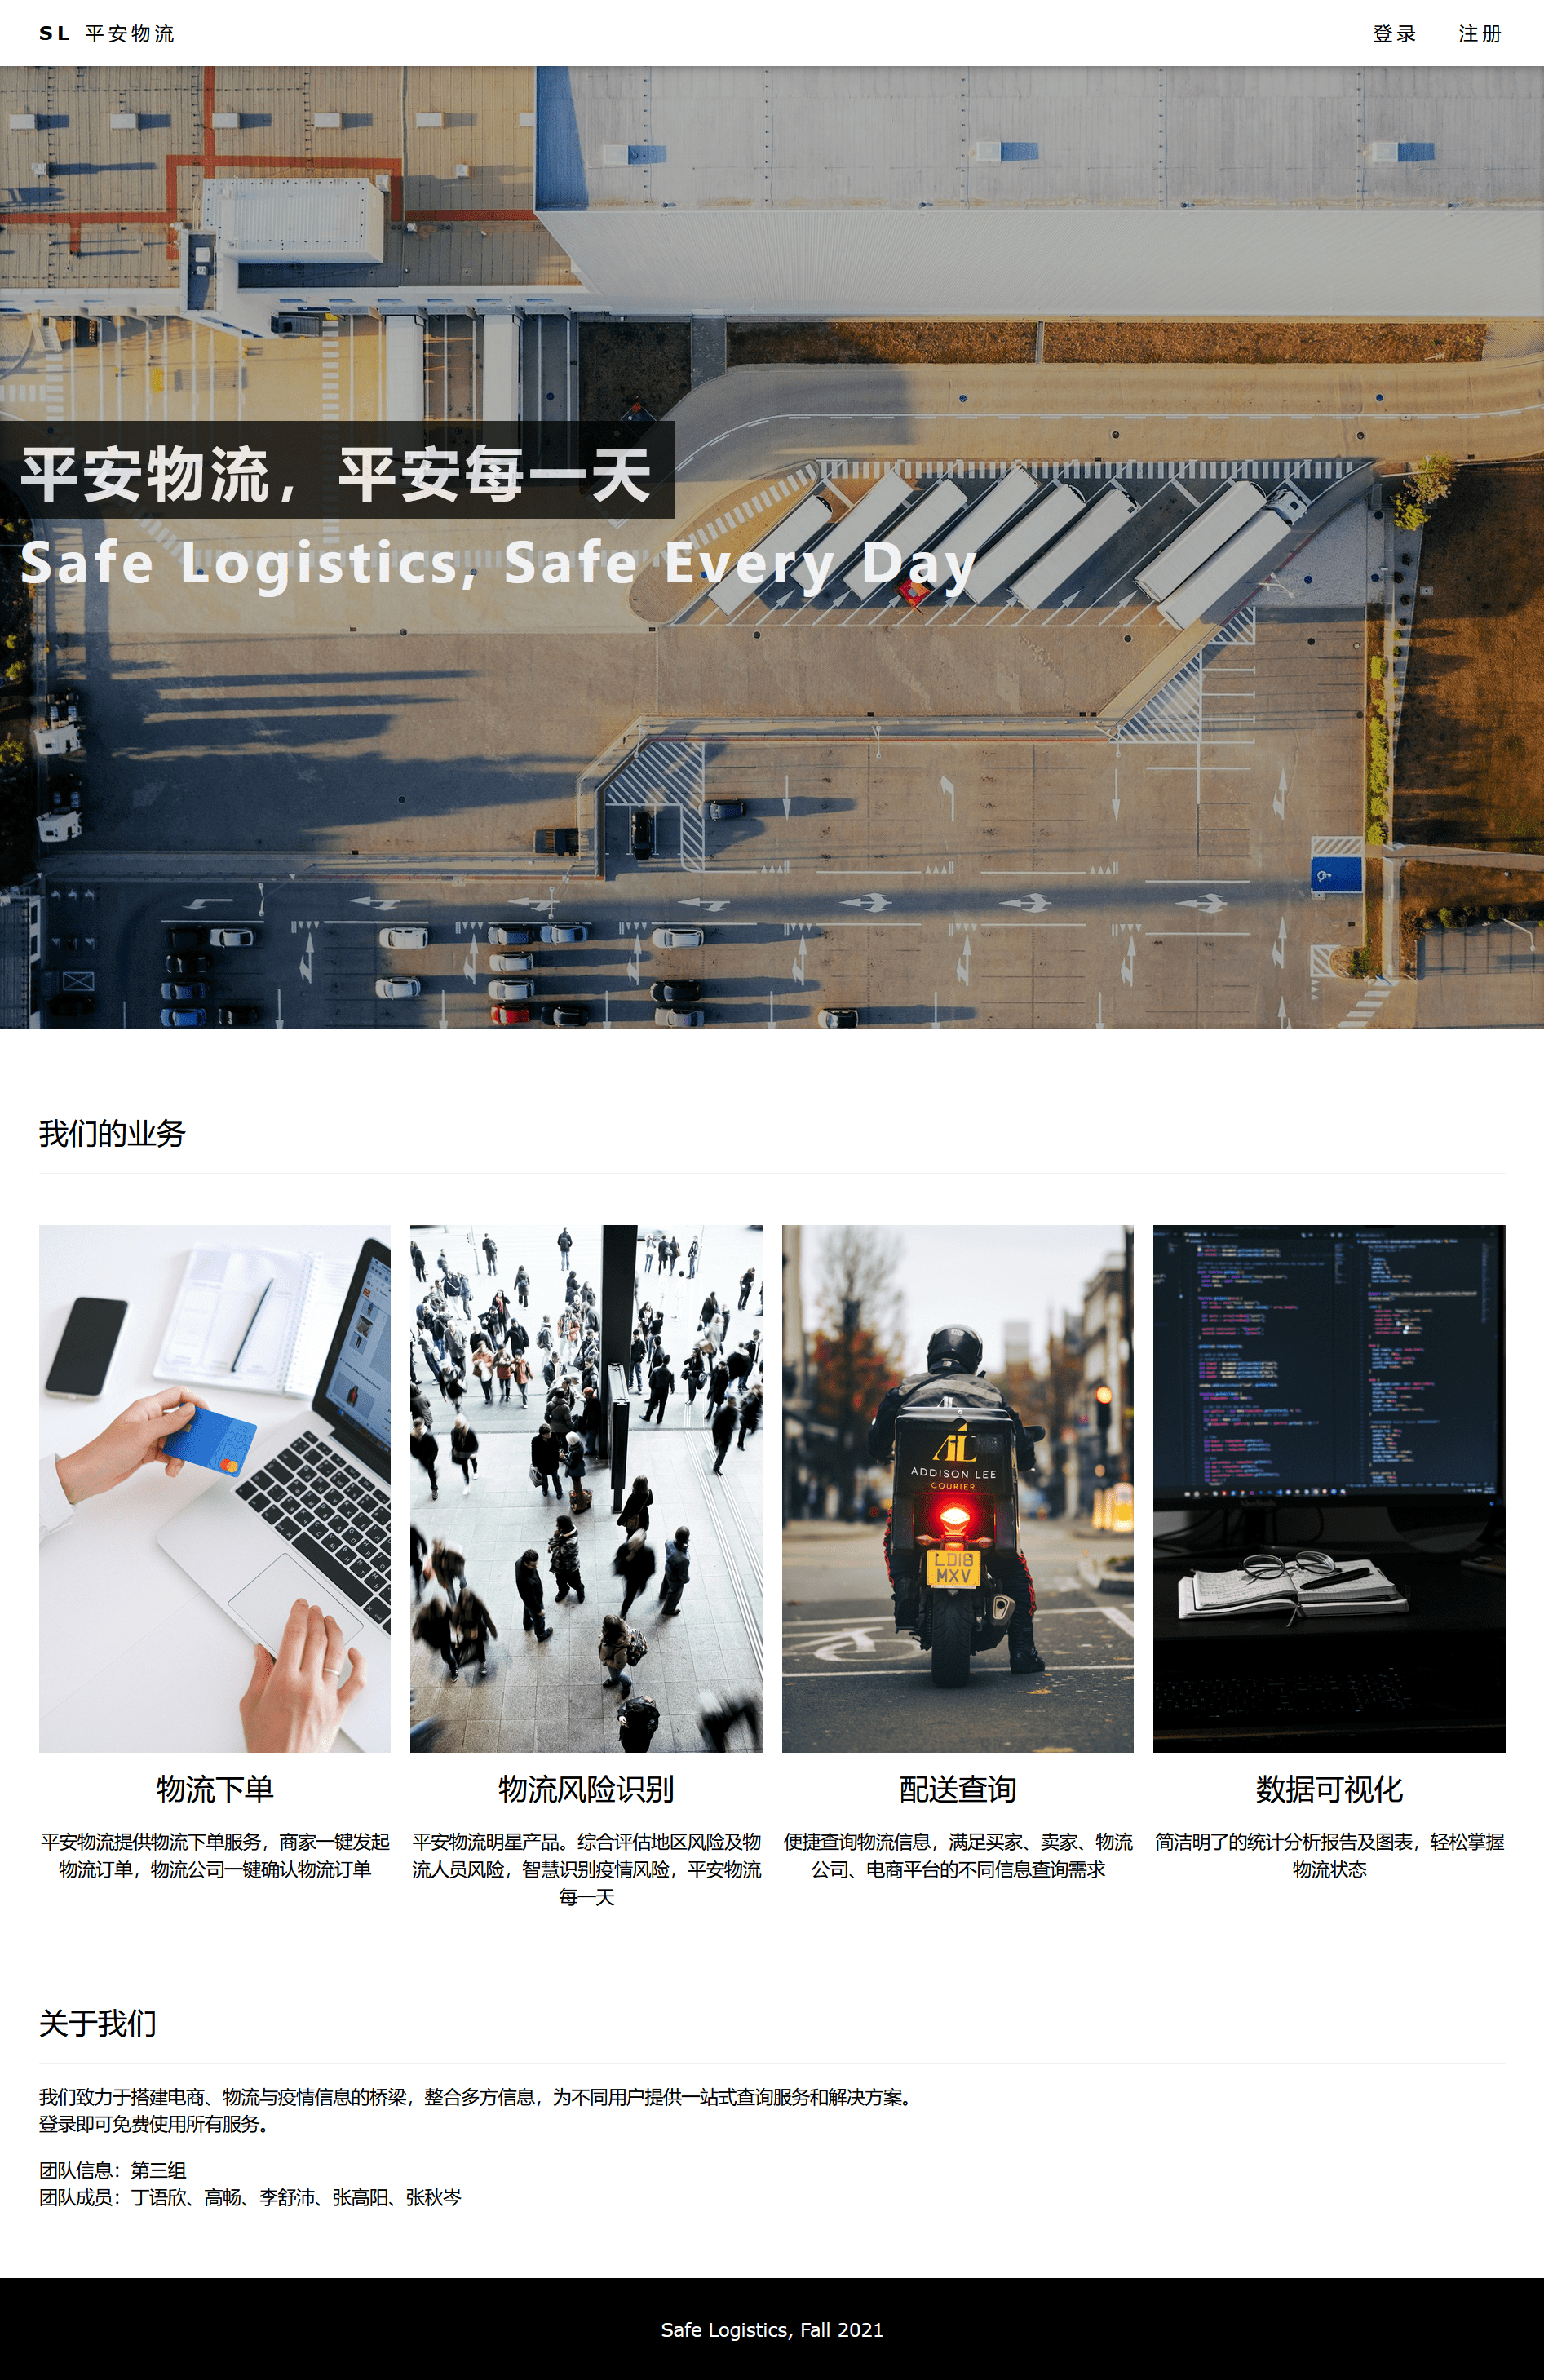 SL 平安物流
登录 注册
平安物流，平安每一天
Safe Logistics, Safe Every Day
我们的业务
ADDISON LEE
COURIER
LD18
MXV
物流下单
物流风险识别
配送查询
数据可视化
平安物流提供物流下单服务，商家一键发起
物流订单，物流公司一键确认物流订单
平安物流明星产品。综合评估地区风险及物
流人员风险，智慧识别疫情风险，平安物流
每一天
便捷查询物流信息，满足买家、卖家、物流
公司、电商平台的不同信息查询需求
简洁明了的统计分析报告及图表，轻松掌握
物流状态
关于我们
我们致力于搭建电商、物流与疫情信息的桥梁，整合多方信息，为不同用户提供一站式查询服务和解决方案。
登录即可免费使用所有服务。
团队信息：第三组
团队成员：丁语欣、高畅、李舒沛、张高阳、张秋岑
Safe Logistics, Fall 2021